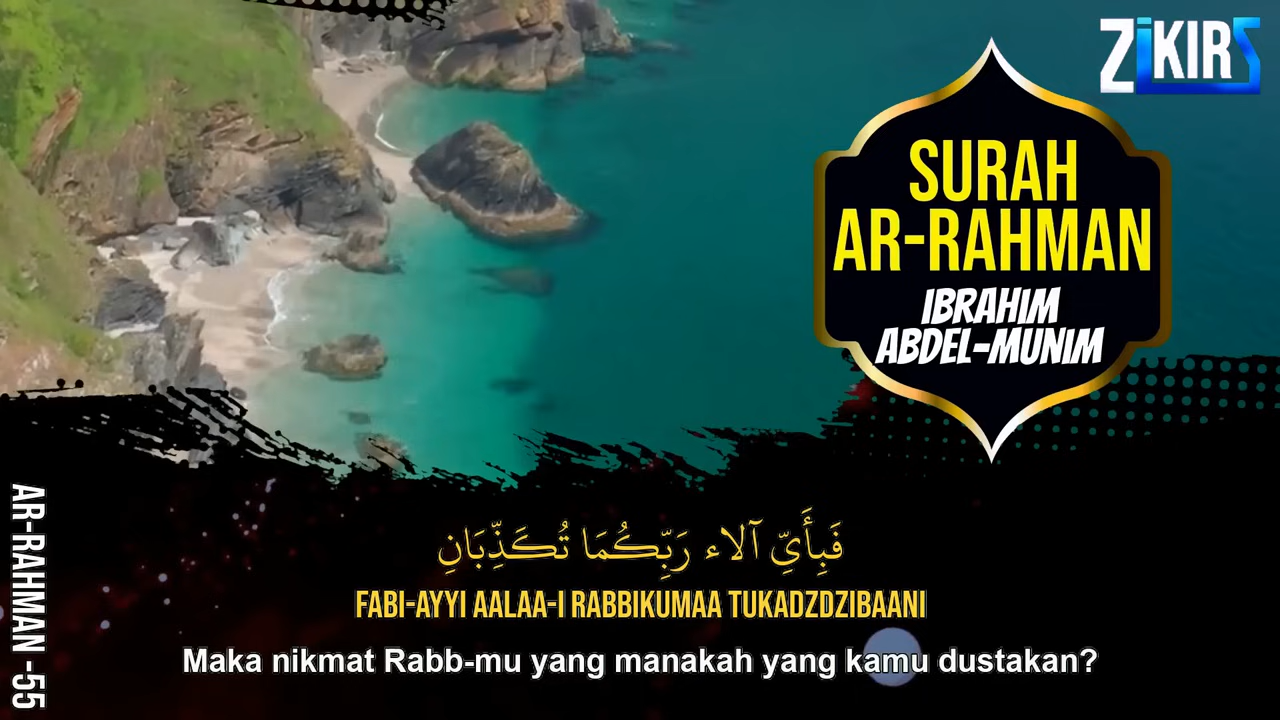 ZiKIRS
SURAH
AR-RAHMAN
IBRAHIM
ABDEL-MUNIM
فَبِأَيِّ آلاء رَبِّكُمَا تُكَذِّبَانِ
FABI-AYYI AALAA-I RABBIKUMAA TUKADZDZIBAANI
Maka nikmat Rabb-mu yang manakah yang kamu dustakan?
AR-RAHMAN -55